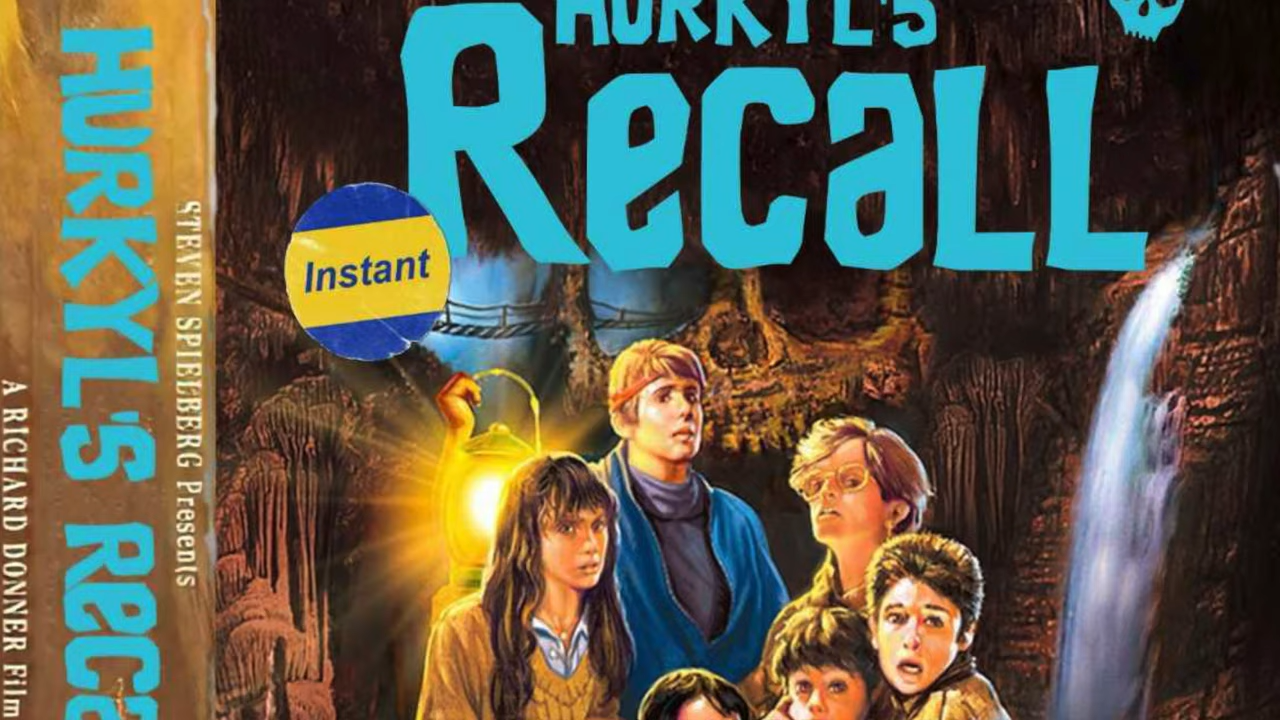 HURKYL'S
Recall
Instant
STEVEN SPIELBERG Presents
HURKYL'S Reca
A RICHARD DONNER Film